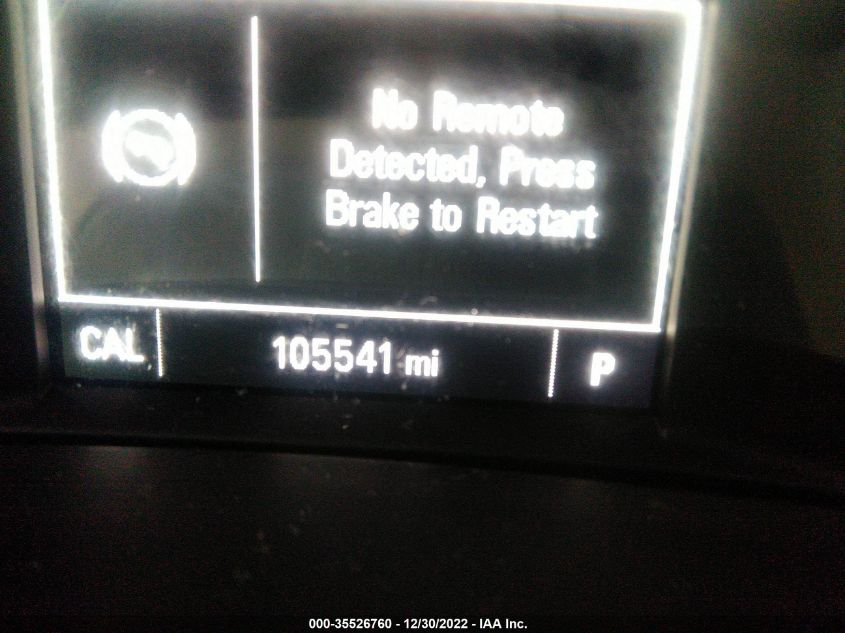 No Remote
Detected, Press
Brake to Restart
CAL 105541 mi P
000-35526760 - 12/30/2022 - IAA Inc.